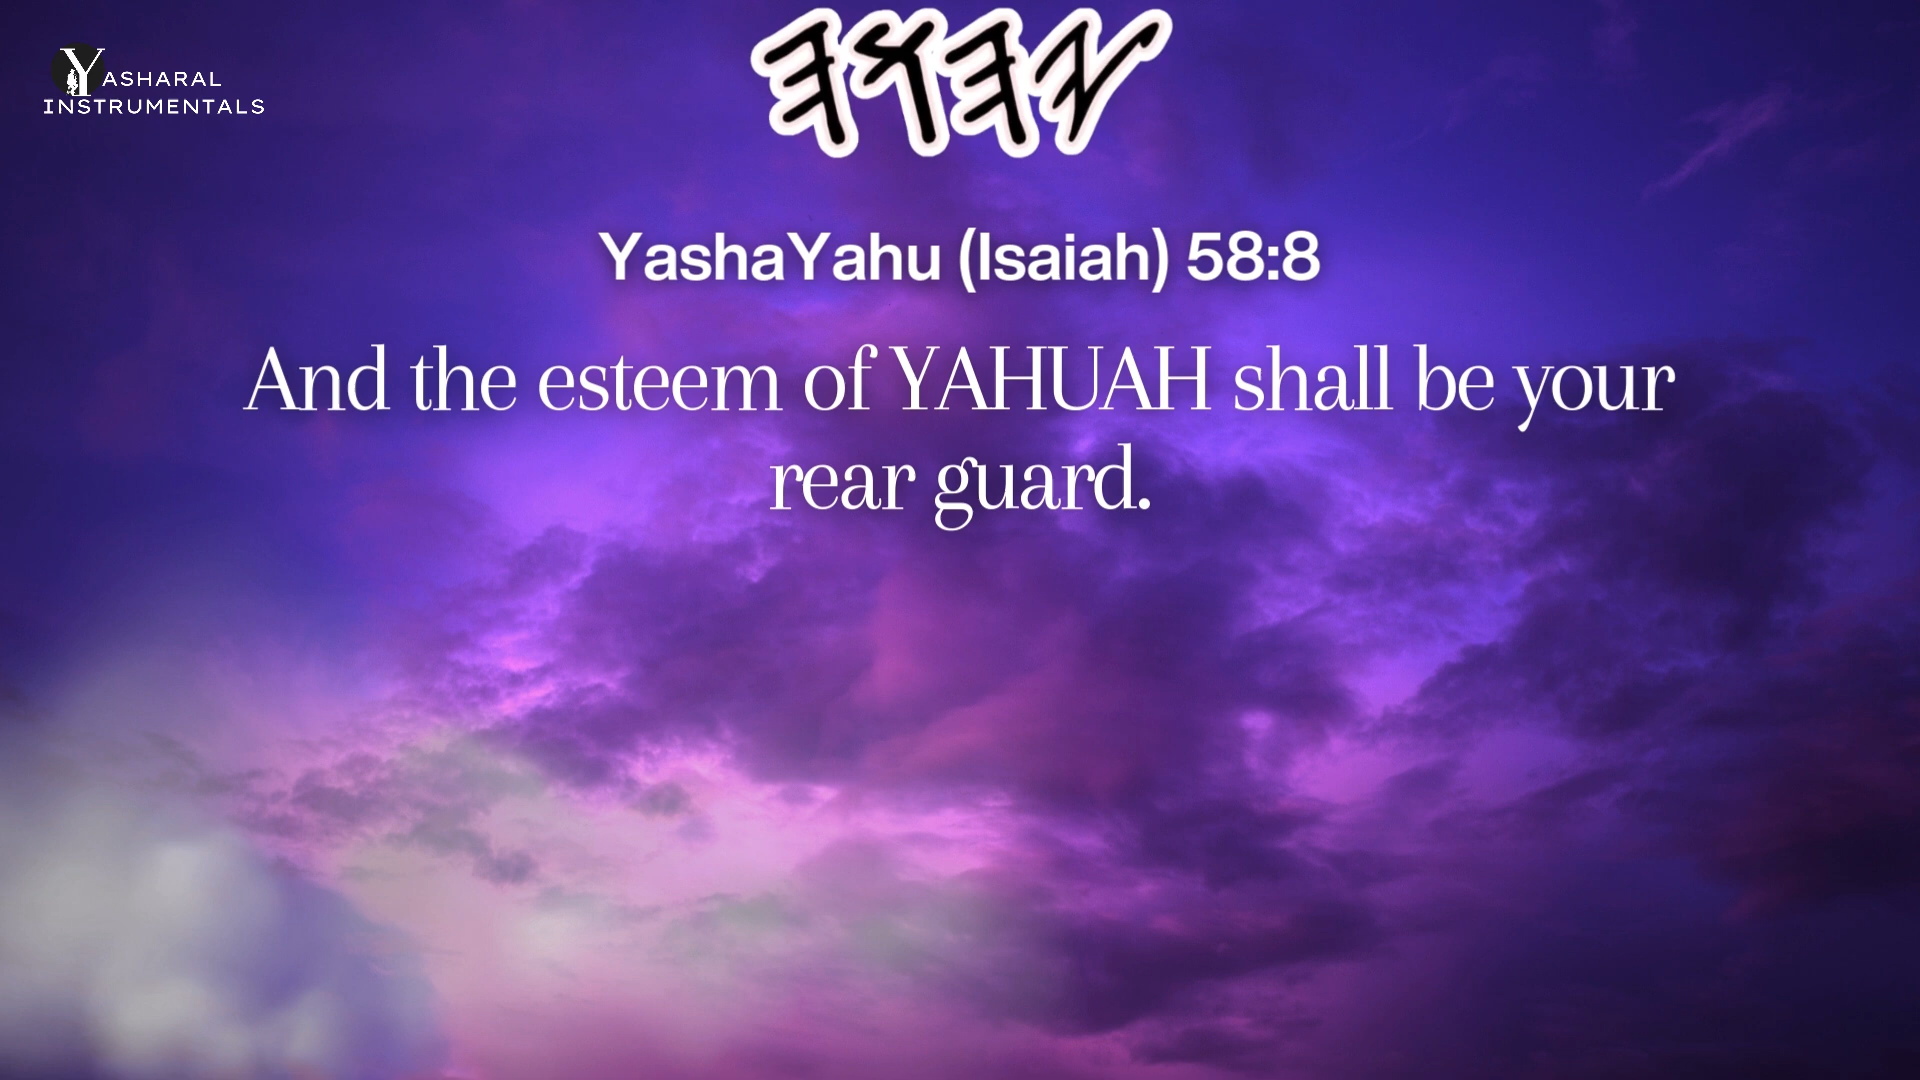 𐤉𐤄𐤅𐤄
YASHARAL
INSTRUMENTALS
YashaYahu (Isaiah) 58:8
And the esteem of YAHUAH shall be your
rear guard.